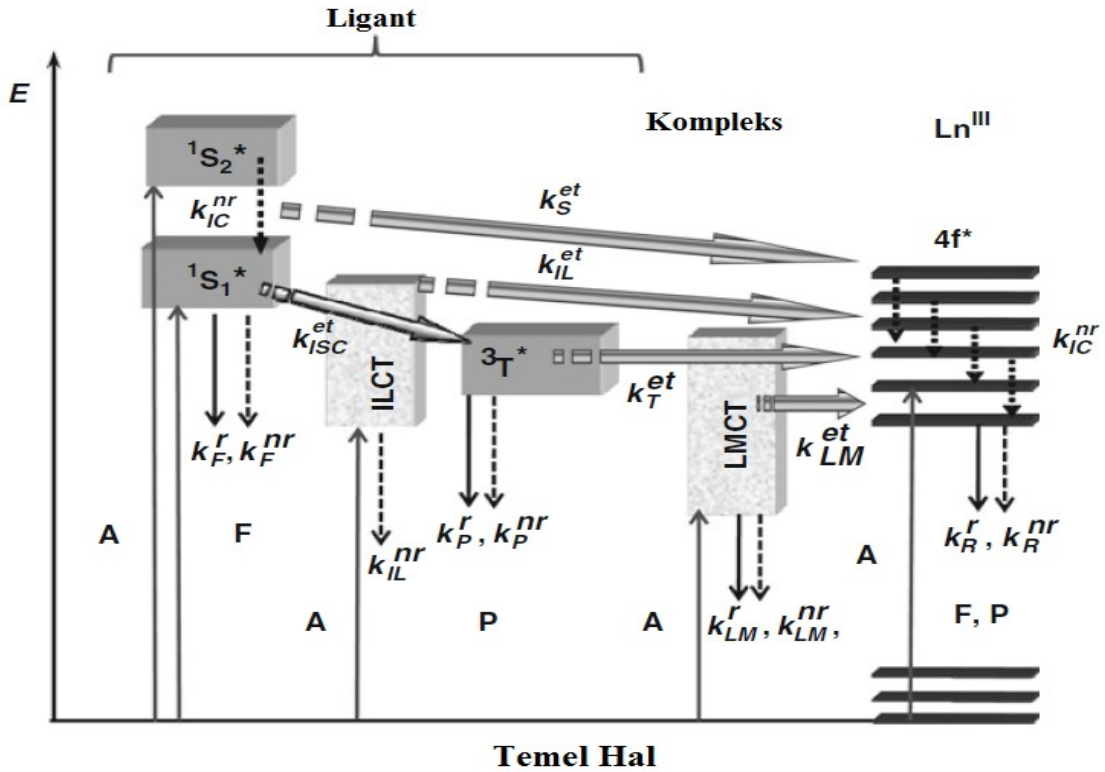 Ligant
E
Kompleks
Ln^III
¹S₂*
k_IC^nr
k_S^et
4f*
¹S₁*
k_IL^et
k_ISC^et
ILCT
³T*
k_T^et
LMCT
k_LM^et
k_IC^nr
k_F^r, k_F^nr
A
F
k_IL^nr
k_P^r, k_P^nr
A
P
A
k_LM^r, k_LM^nr,
A
k_R^r, k_R^nr
F, P
Temel Hal